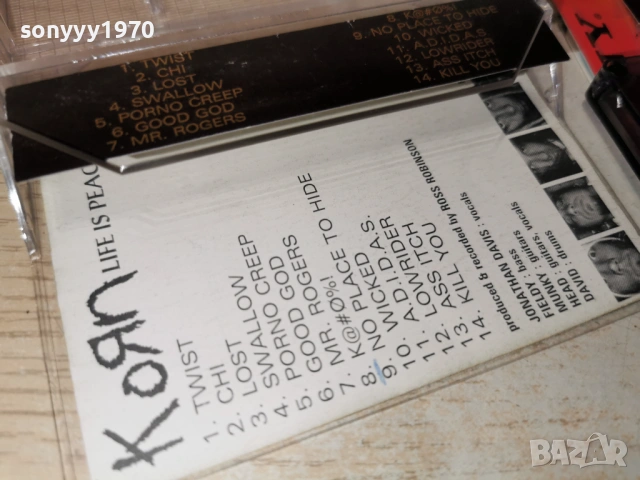 sonyyy1970
1. TWIST
2. CHI
3. LOST
4. SWALLOW
5. PORNO CREEP
6. GOOD GOD
7. MR. ROGERS
8. K@#Ø%!
9. NO PLACE TO HIDE
10. WICKED
11. A.D.I.D.A.S.
12. LOWRIDER
13. ASS ITCH
14. KILL YOU
Y
KoRn LIFE IS PEAC
1. TWIST
2. CHI
3. LOST
4. SWALLOW
5. PORNO CREEP
6. GOOD GOD
7. MR. ROGERS
8. K@#Ø%!
9. NO PLACE TO HIDE
10. WICKED
11. A.D.I.D.A.S.
12. LOWRIDER
13. ASS ITCH
14. KILL YOU
produced & recorded by ROSS ROBINSON
JONATHAN DAVIS : vocals
FIELDY : bass
MUNKY : guitars
HEAD : guitar, vocals
DAVID : drums
BAZAR
bg